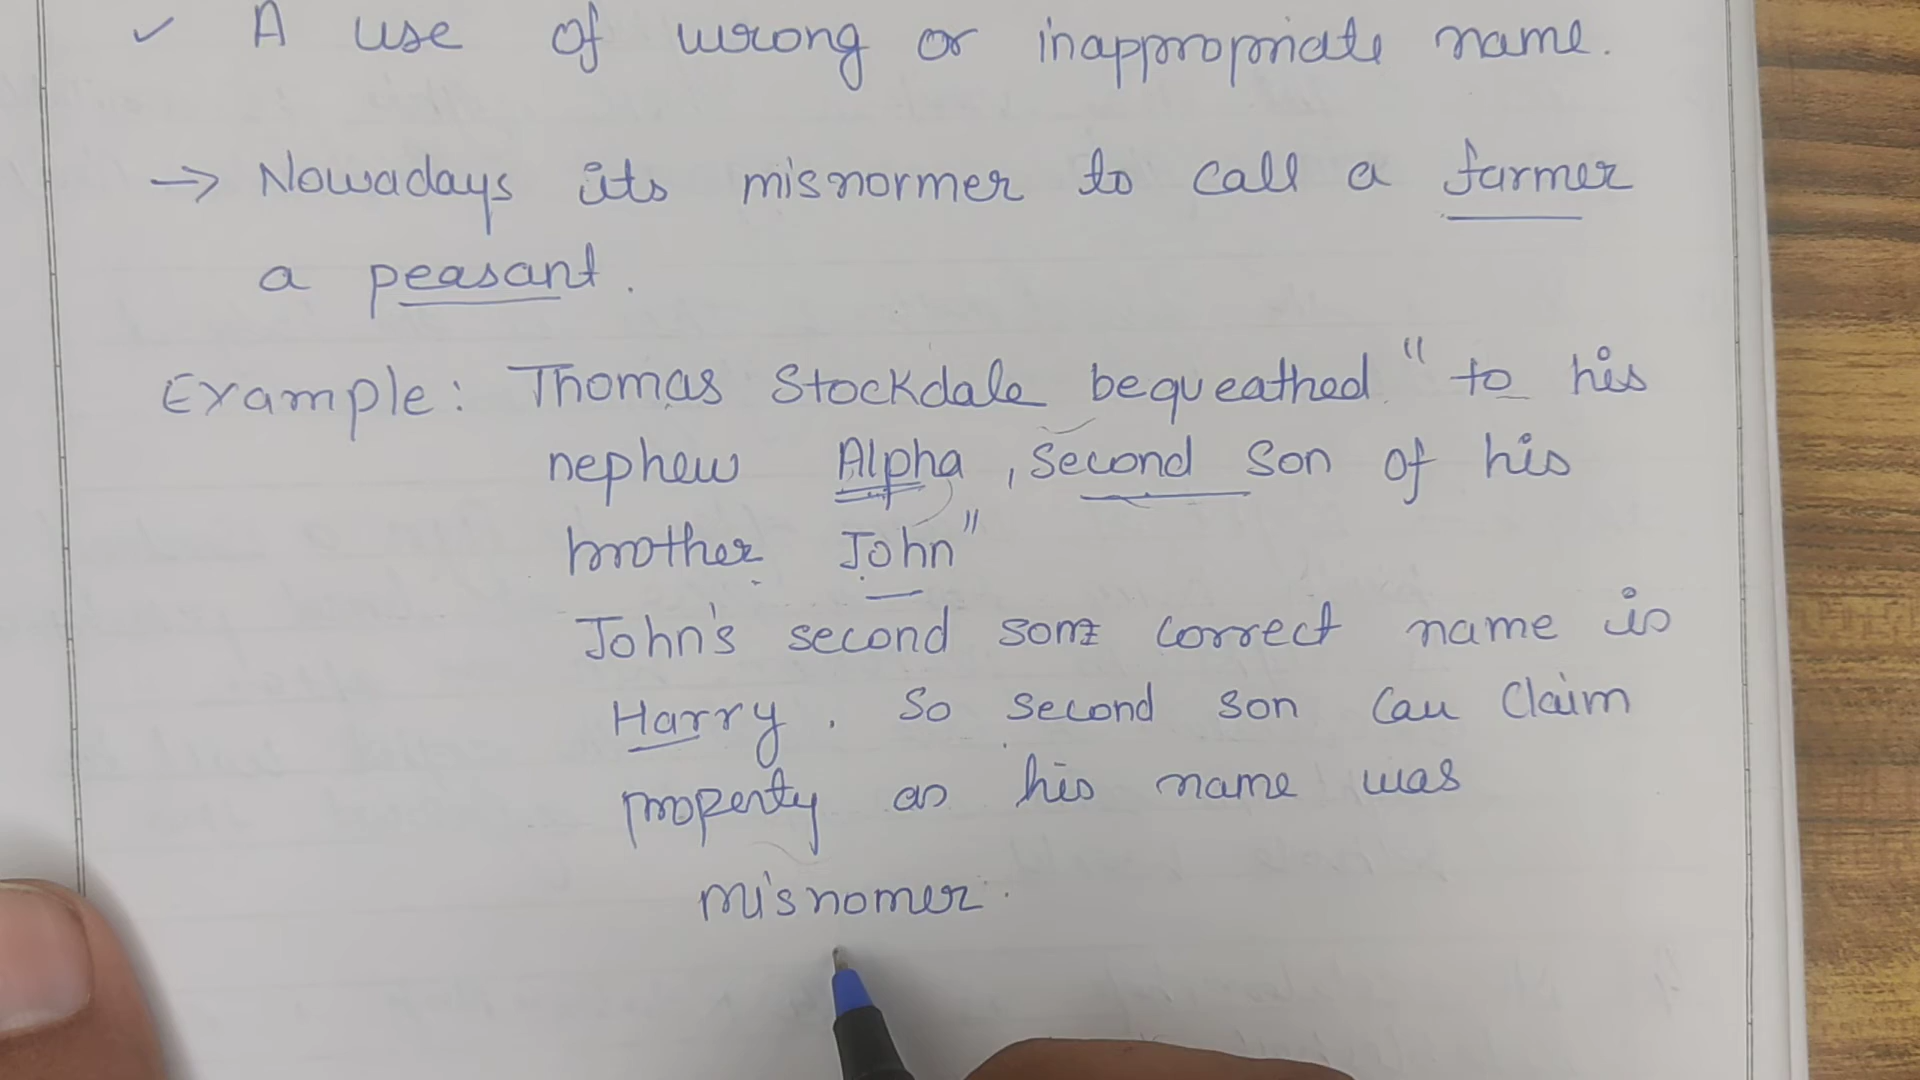 ✓ A use of wrong or inappropriate name.
→ Nowadays its misnormer to call a farmer
a peasant.
Example: Thomas Stockdale bequeathed "to his
nephew Alpha, second son of his
brother John"
John's second sons correct name is
Harry. So second son can claim
property as his name was
misnomer.